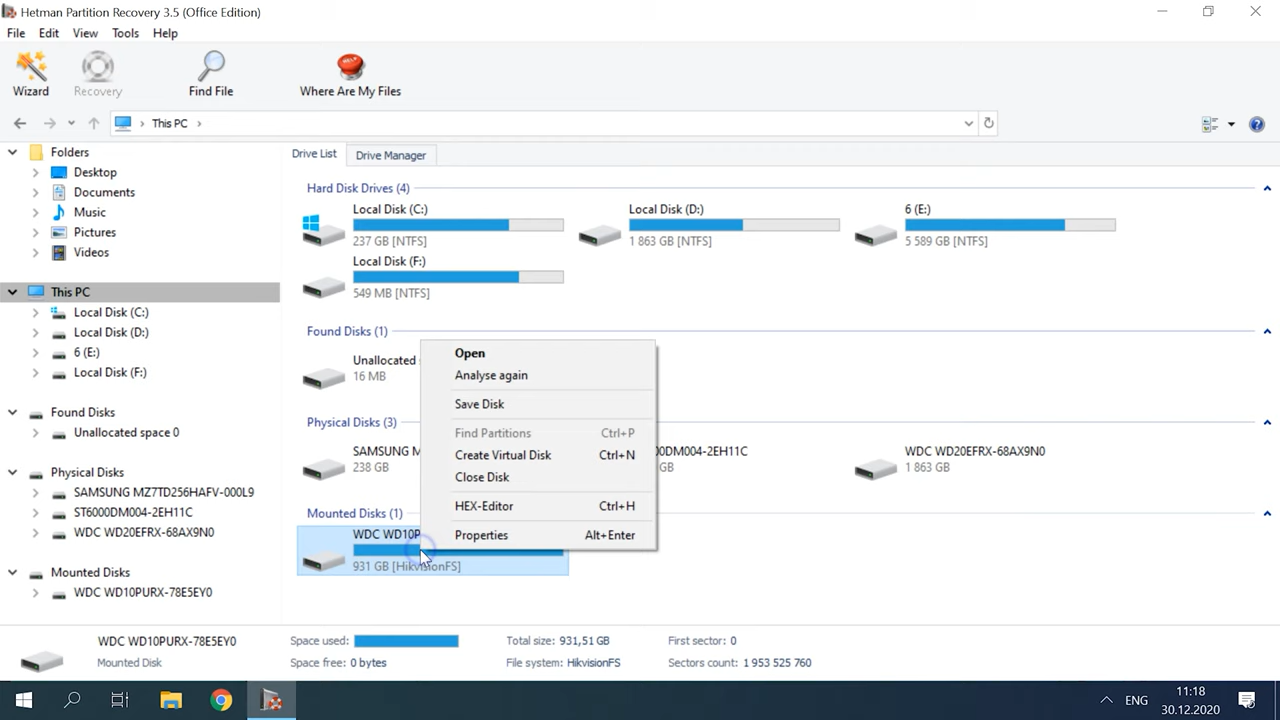 Hetman Partition Recovery 3.5 (Office Edition)
File Edit View Tools Help
Wizard Recovery Find File Where Are My Files
This PC
Folders
Desktop
Documents
Music
Pictures
Videos
This PC
Local Disk (C:)
Local Disk (D:)
6 (E:)
Local Disk (F:)
Found Disks
Unallocated space 0
Physical Disks
SAMSUNG MZ7TD256HAFV-000L9
ST6000DM004-2EH11C
WDC WD20EFRX-68AX9N0
Mounted Disks
WDC WD10PURX-78E5EY0
Drive List Drive Manager
Hard Disk Drives (4)
Local Disk (C:)
237 GB [NTFS]
Local Disk (D:)
1 863 GB [NTFS]
6 (E:)
5 589 GB [NTFS]
Local Disk (F:)
549 MB [NTFS]
Found Disks (1)
Unallocated
16 MB
Physical Disks (3)
SAMSUNG M
238 GB
00DM004-2EH11C
GB
WDC WD20EFRX-68AX9N0
1 863 GB
Mounted Disks (1)
WDC WD10P
931 GB [HikvisionFS]
Open
Analyse again
Save Disk
Find Partitions Ctrl+P
Create Virtual Disk Ctrl+N
Close Disk
HEX-Editor Ctrl+H
Properties Alt+Enter
WDC WD10PURX-78E5EY0
Mounted Disk
Space used:
Space free: 0 bytes
Total size: 931,51 GB
File system: HikvisionFS
First sector: 0
Sectors count: 1 953 525 760
ENG
11:18
30.12.2020